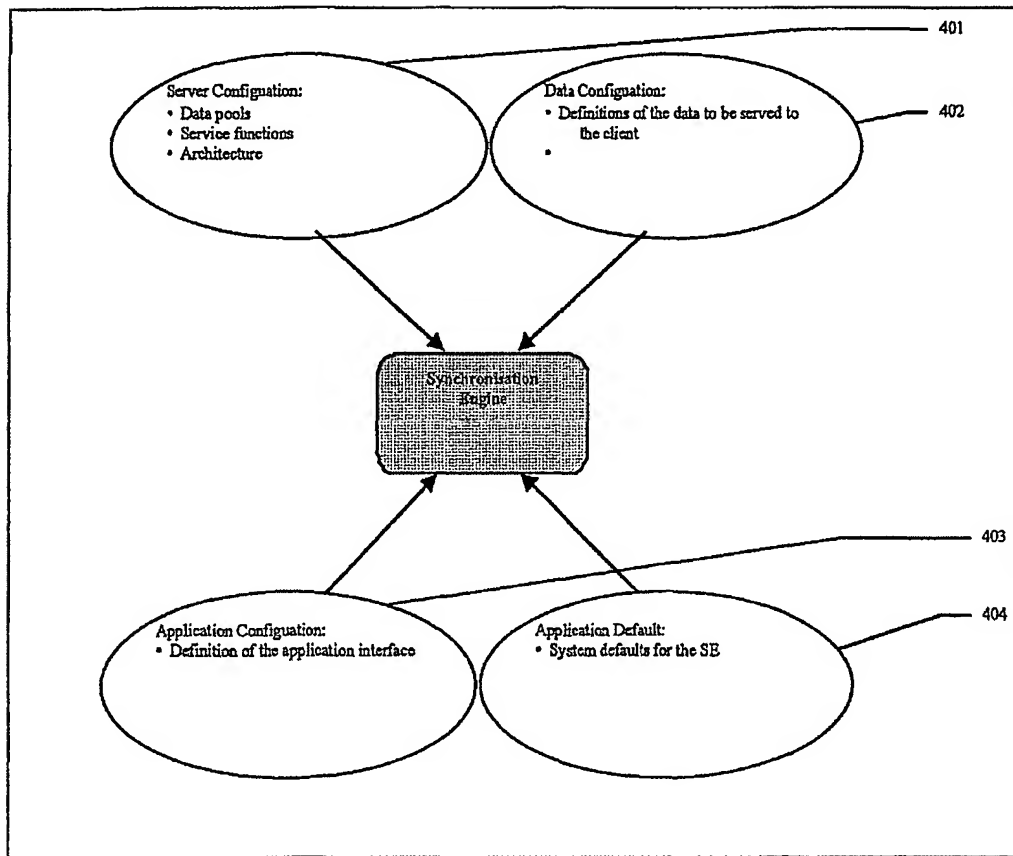 401
Server Configuation:
• Data pools
• Service functions
• Architecture
Data Configuation:
• Definitions of the data to be served to
the client
•
402
Synchronisation
Engine
403
Application Configuation:
• Definition of the application interface
Application Default:
• System defaults for the SE
404